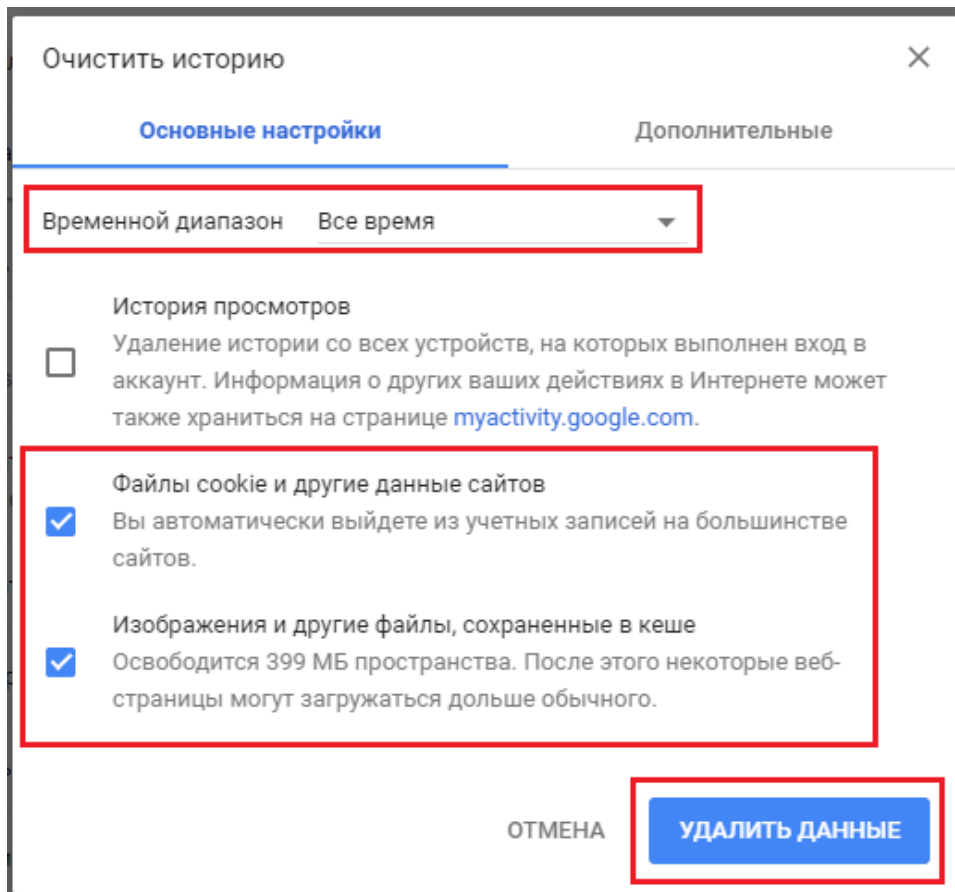 Очистить историю
Основные настройки Дополнительные
Временной диапазон Все время
История просмотров
Удаление истории со всех устройств, на которых выполнен вход в
аккаунт. Информация о других ваших действиях в Интернете может
также храниться на странице myactivity.google.com.
Файлы cookie и другие данные сайтов
Вы автоматически выйдете из учетных записей на большинстве
сайтов.
Изображения и другие файлы, сохраненные в кеше
Освободится 399 МБ пространства. После этого некоторые веб-
страницы могут загружаться дольше обычного.
ОТМЕНА УДАЛИТЬ ДАННЫЕ